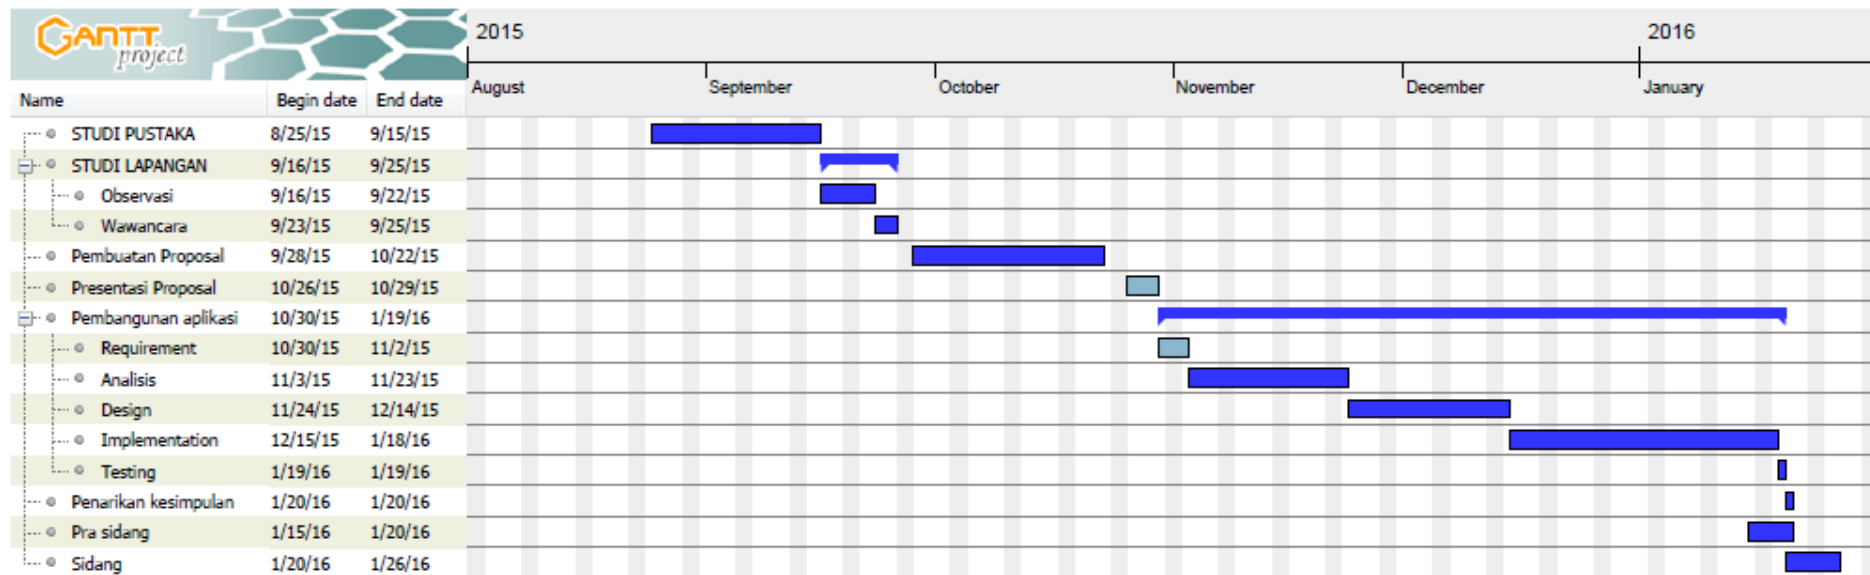 GANTT project
2015 2016
August September October November December January
Name Begin date End date
STUDI PUSTAKA 8/25/15 9/15/15
STUDI LAPANGAN 9/16/15 9/25/15
Observasi 9/16/15 9/22/15
Wawancara 9/23/15 9/25/15
Pembuatan Proposal 9/28/15 10/22/15
Presentasi Proposal 10/26/15 10/29/15
Pembangunan aplikasi 10/30/15 1/19/16
Requirement 10/30/15 11/2/15
Analisis 11/3/15 11/23/15
Design 11/24/15 12/14/15
Implementation 12/15/15 1/18/16
Testing 1/19/16 1/19/16
Penarikan kesimpulan 1/20/16 1/20/16
Pra sidang 1/15/16 1/20/16
Sidang 1/20/16 1/26/16